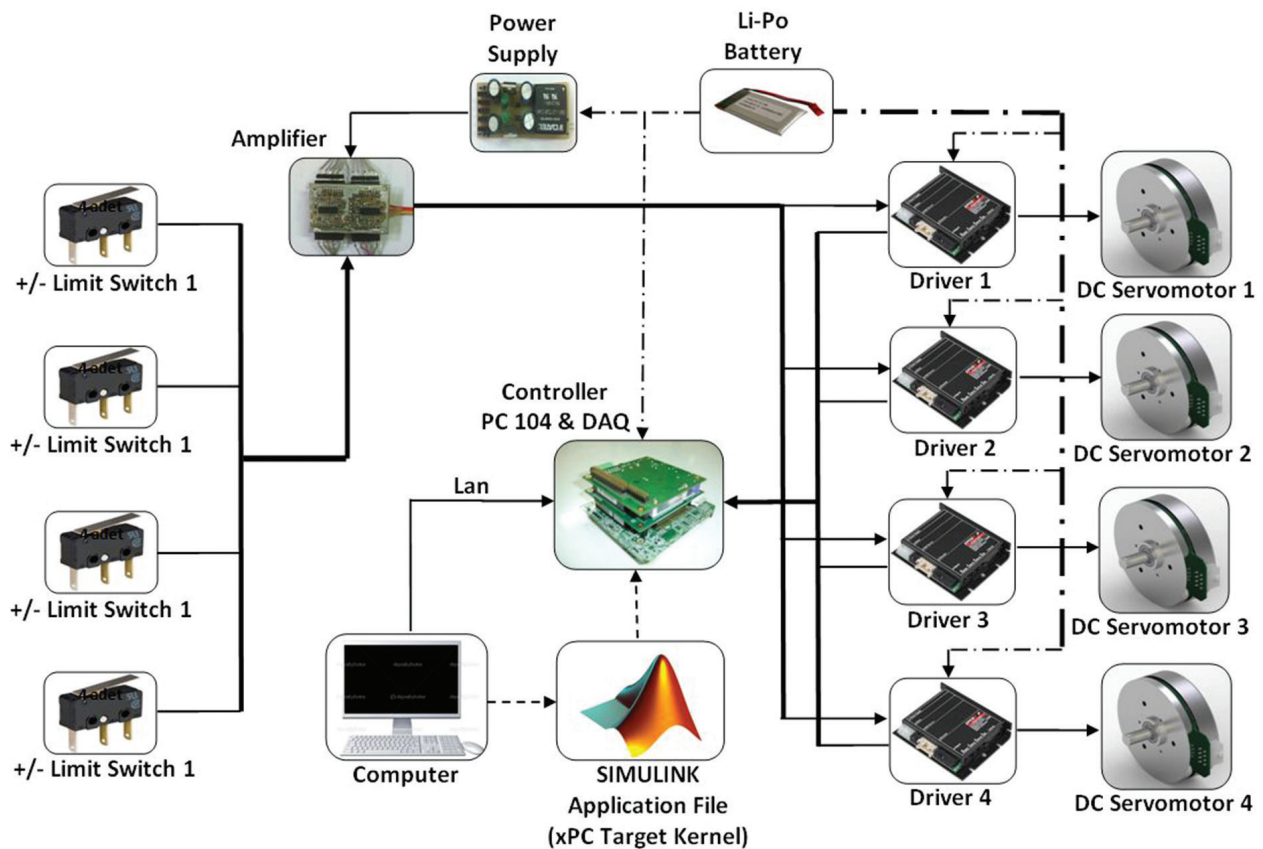 Power
Supply
Li-Po
Battery
Amplifier
4 adet
+/- Limit Switch 1
4 adet
+/- Limit Switch 1
4 adet
+/- Limit Switch 1
4 adet
+/- Limit Switch 1
Driver 1
DC Servomotor 1
Driver 2
DC Servomotor 2
Controller
PC 104 & DAQ
Lan
Driver 3
DC Servomotor 3
Driver 4
DC Servomotor 4
Computer
SIMULINK
Application File
(xPC Target Kernel)